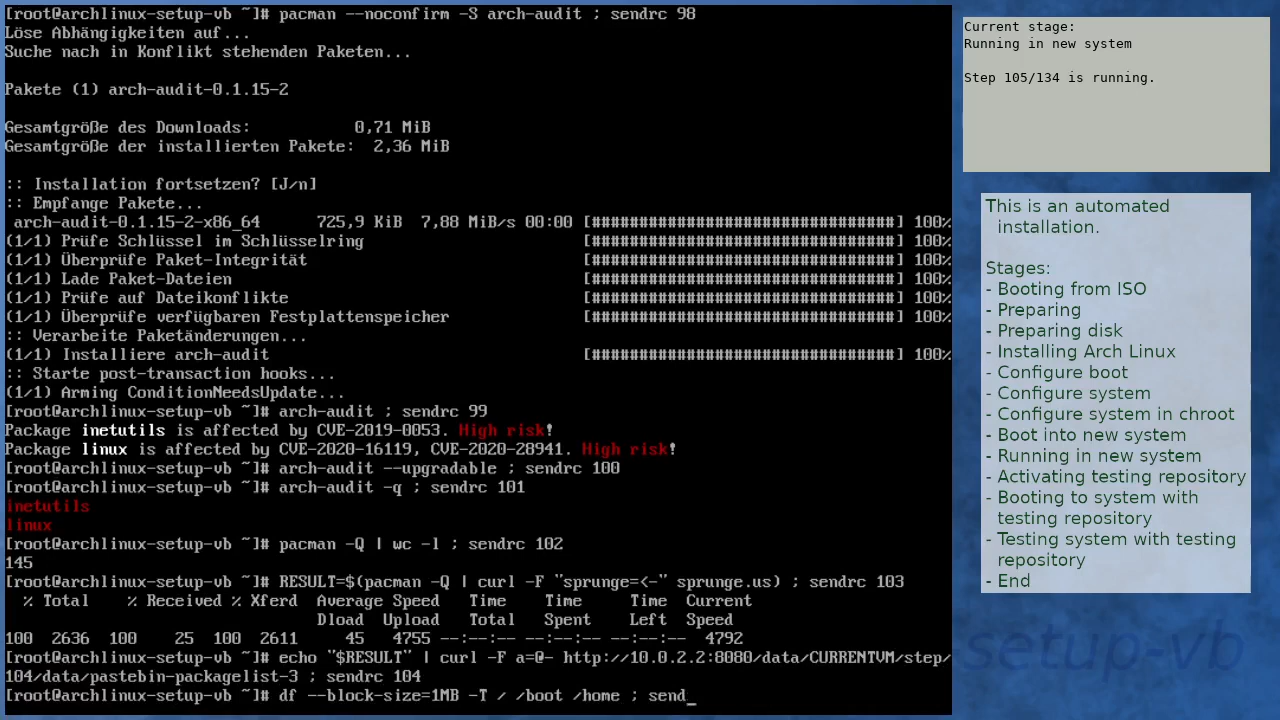 [root@archlinux-setup-vb ~]# pacman --noconfirm -S arch-audit ; sendrc 98
Löse Abhängigkeiten auf...
Suche nach in Konflikt stehenden Paketen...
Pakete (1) arch-audit-0.1.15-2
Gesamtgröße des Downloads:           0,71 MiB
Gesamtgröße der installierten Pakete:  2,36 MiB
:: Installation fortsetzen? [J/n]
:: Empfange Pakete...
 arch-audit-0.1.15-2-x86_64      725,9 KiB  7,88 MiB/s 00:00 [################################] 100%
(1/1) Prüfe Schlüssel im Schlüsselring                       [################################] 100%
(1/1) Überprüfe Paket-Integrität                             [################################] 100%
(1/1) Lade Paket-Dateien                                     [################################] 100%
(1/1) Prüfe auf Dateikonflikte                               [################################] 100%
(1/1) Überprüfe verfügbaren Festplattenspeicher              [################################] 100%
:: Verarbeite Paketänderungen...
(1/1) Installiere arch-audit                                 [################################] 100%
:: Starte post-transaction hooks...
(1/1) Arming ConditionNeedsUpdate...
[root@archlinux-setup-vb ~]# arch-audit ; sendrc 99
Package inetutils is affected by CVE-2019-0053. High risk!
Package linux is affected by CVE-2020-16119, CVE-2020-28941. High risk!
[root@archlinux-setup-vb ~]# arch-audit --upgradable ; sendrc 100
[root@archlinux-setup-vb ~]# arch-audit -q ; sendrc 101
inetutils
linux
[root@archlinux-setup-vb ~]# pacman -Q | wc -l ; sendrc 102
145
[root@archlinux-setup-vb ~]# RESULT=$(pacman -Q | curl -F "sprunge=<-" sprunge.us) ; sendrc 103
  % Total    % Received % Xferd  Average Speed   Time    Time     Time  Current
                                 Dload  Upload   Total   Spent    Left  Speed
100  2636  100    25  100  2611     45   4755 --:--:-- --:--:-- --:--:--  4792
[root@archlinux-setup-vb ~]# echo "$RESULT" | curl -F a=@- http://10.0.2.2:8080/data/CURRENTVM/step/
104/data/pastebin-packagelist-3 ; sendrc 104
[root@archlinux-setup-vb ~]# df --block-size=1MB -T / /boot /home ; send_
Current stage:
Running in new system
Step 105/134 is running.
This is an automated
installation.
Stages:
- Booting from ISO
- Preparing
- Preparing disk
- Installing Arch Linux
- Configure boot
- Configure system
- Configure system in chroot
- Boot into new system
- Running in new system
- Activating testing repository
- Booting to system with
testing repository
- Testing system with testing
repository
- End
setup-vb